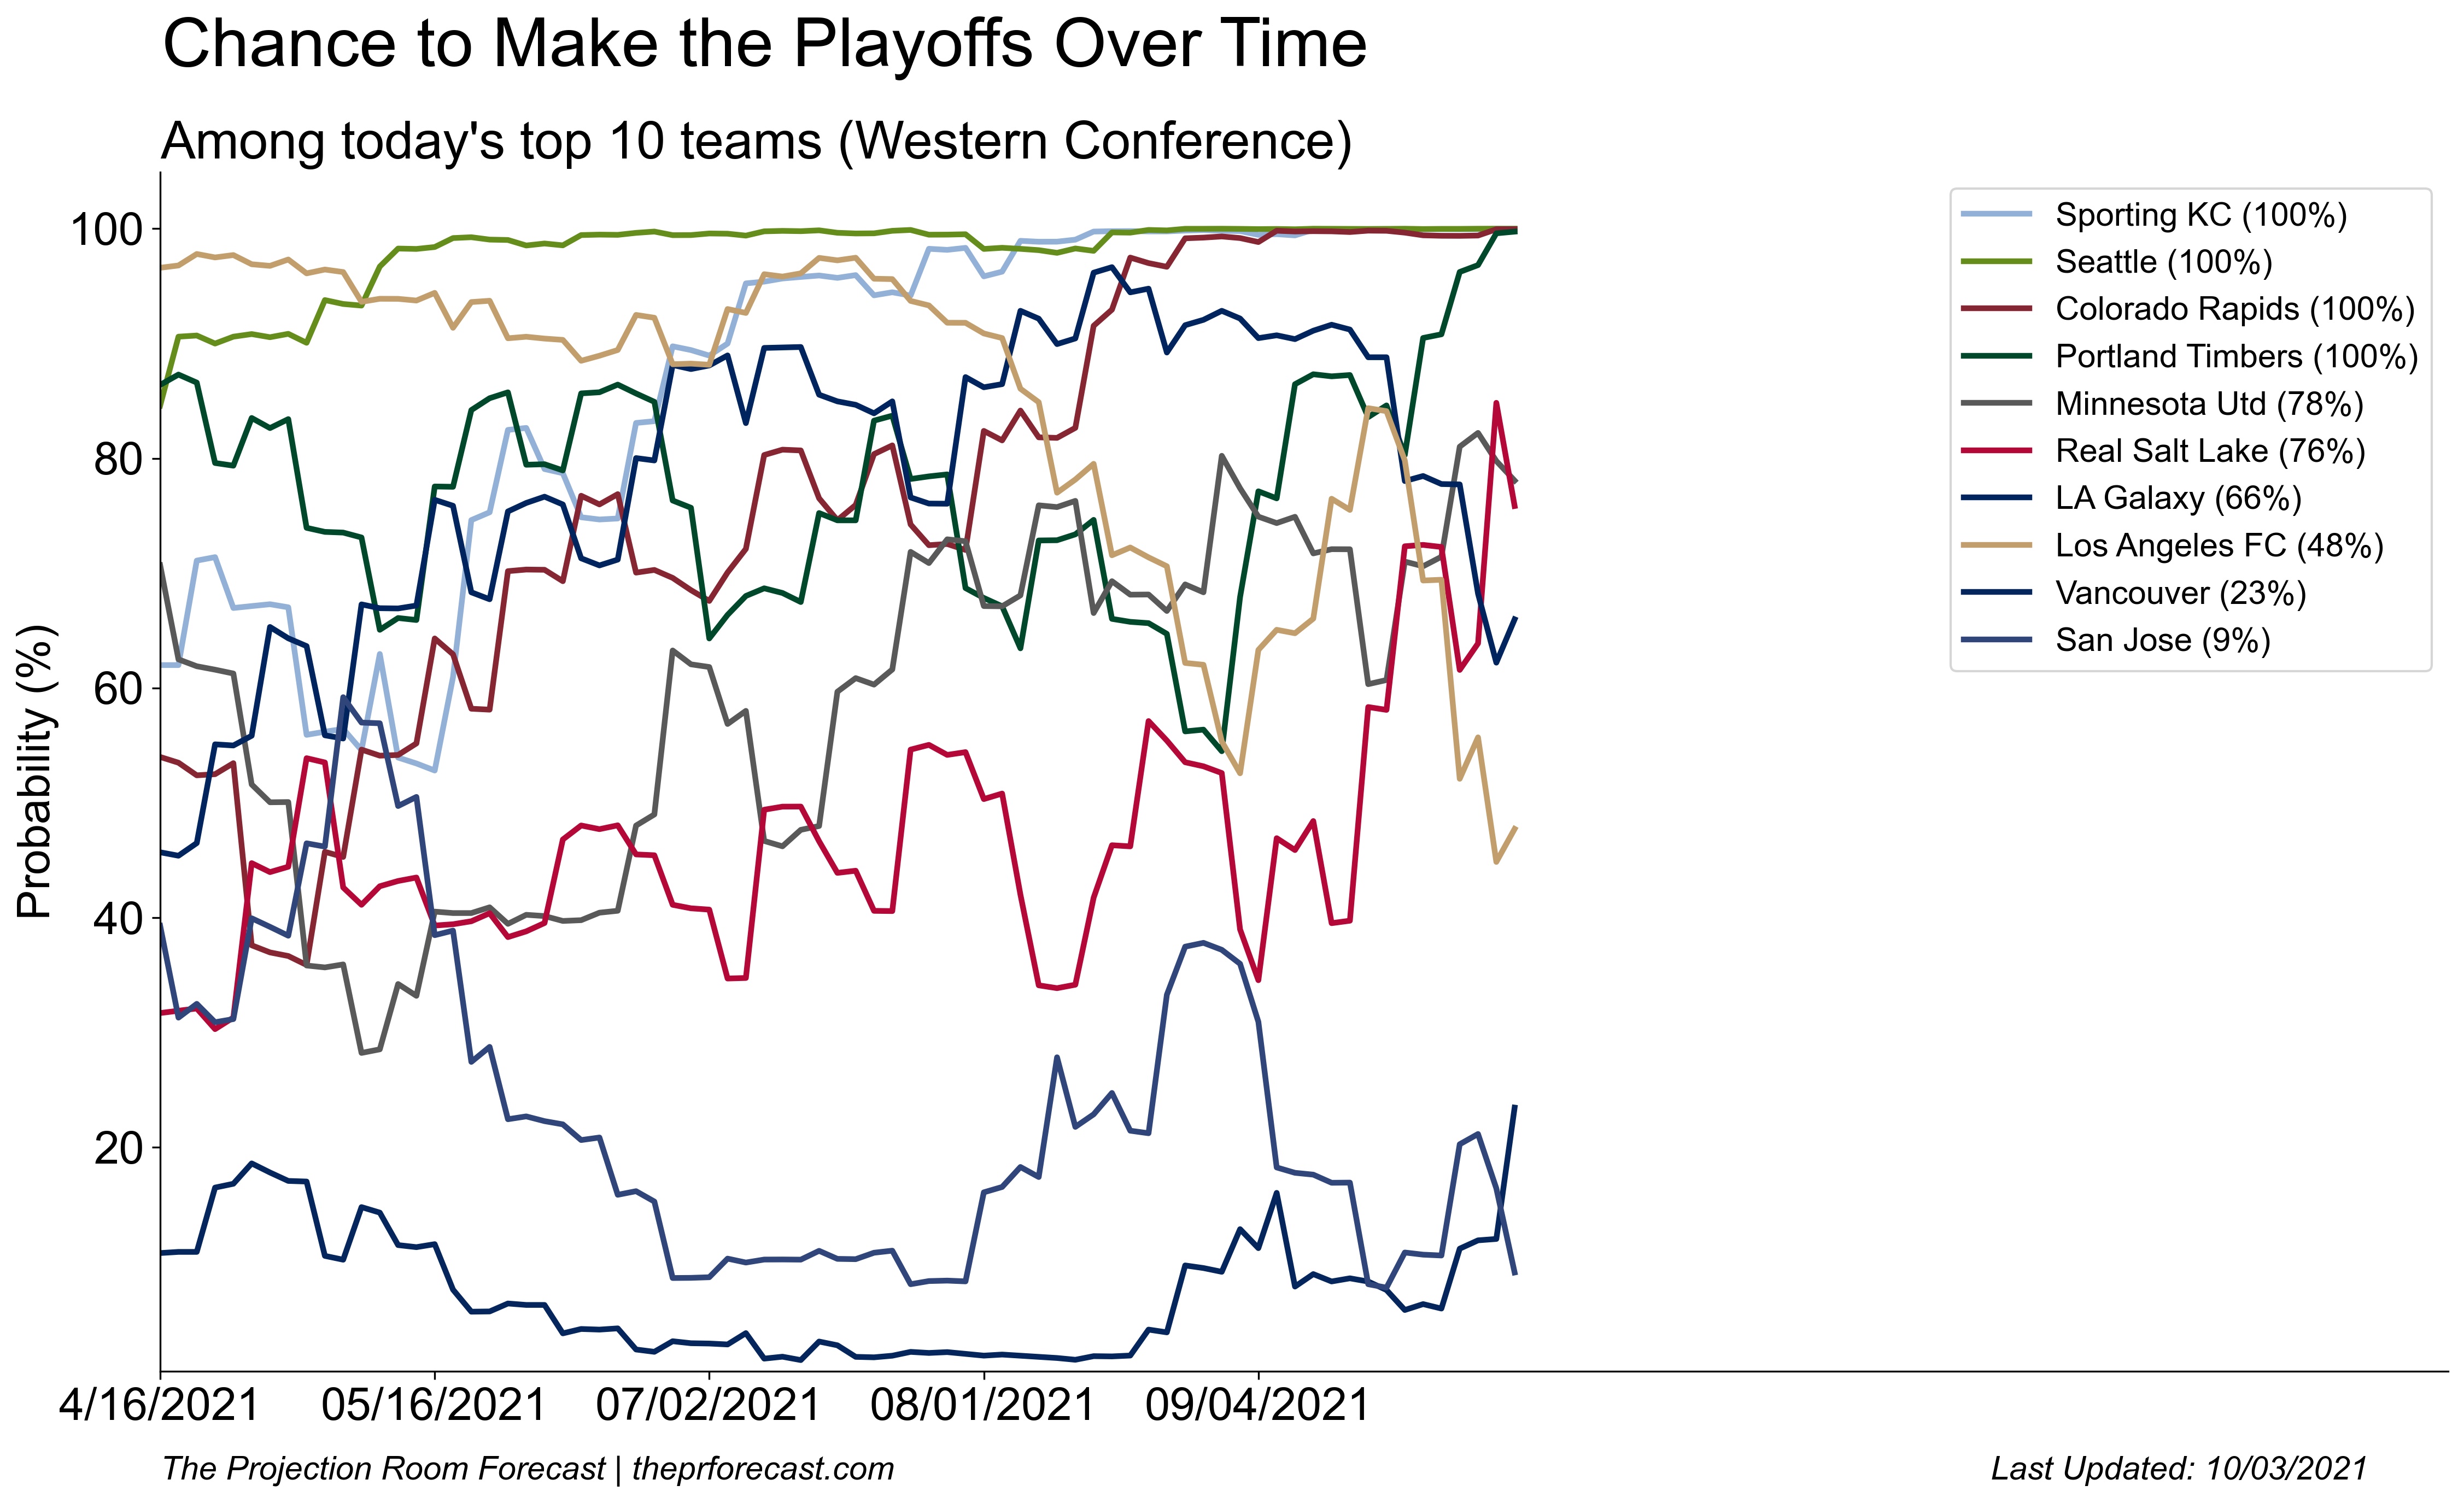 Chance to Make the Playoffs Over Time
Among today's top 10 teams (Western Conference)
Probability (%)
100
80
60
40
20
4/16/2021
05/16/2021
07/02/2021
08/01/2021
09/04/2021
Sporting KC (100%)
Seattle (100%)
Colorado Rapids (100%)
Portland Timbers (100%)
Minnesota Utd (78%)
Real Salt Lake (76%)
LA Galaxy (66%)
Los Angeles FC (48%)
Vancouver (23%)
San Jose (9%)
The Projection Room Forecast | theprforecast.com
Last Updated: 10/03/2021